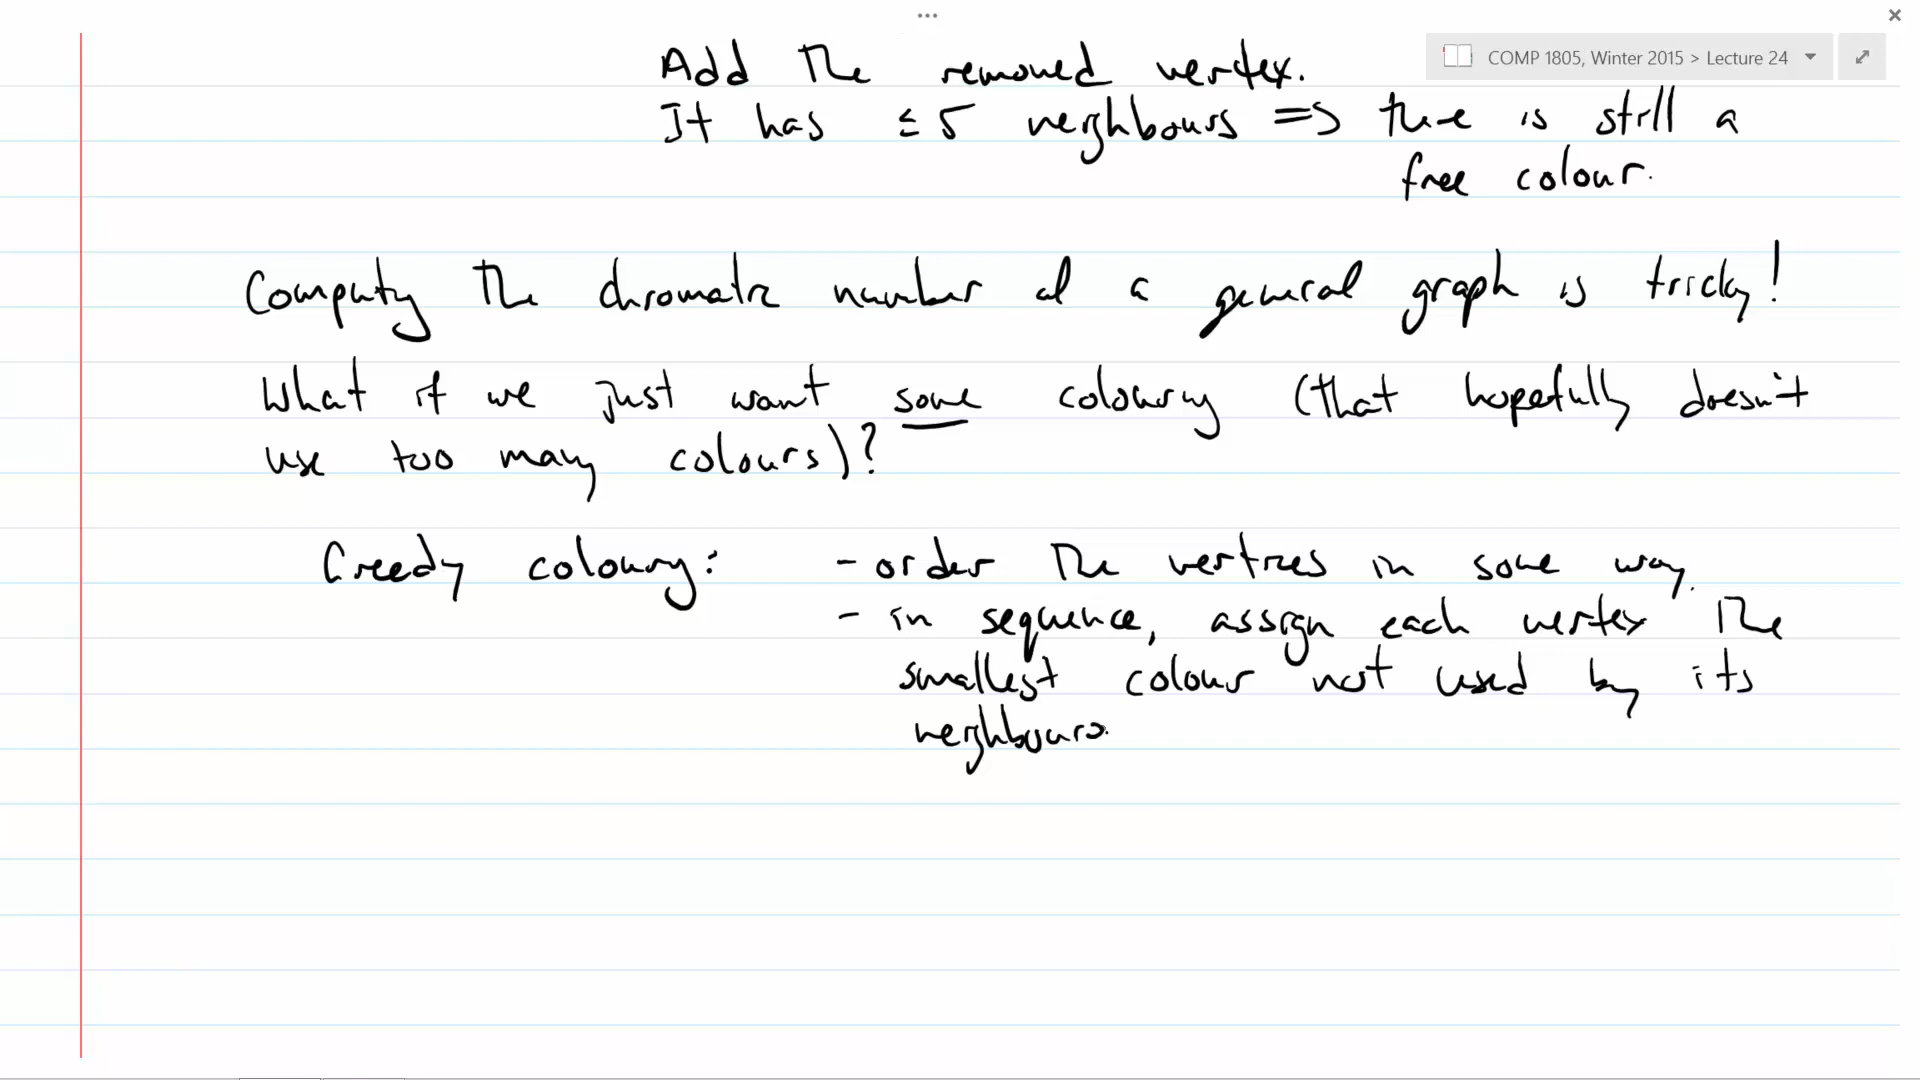 COMP 1805, Winter 2015 > Lecture 24
Add the removed vertex.
It has ≤ 5 neighbours => there is still a
free colour.
Computing the chromatic number of a general graph is tricky!
What if we just want some colouring (that hopefully doesn't
use too many colours)?
Greedy colouring: - order the vertices in some way.
- in sequence, assign each vertex the
smallest colour not used by its
neighbours.